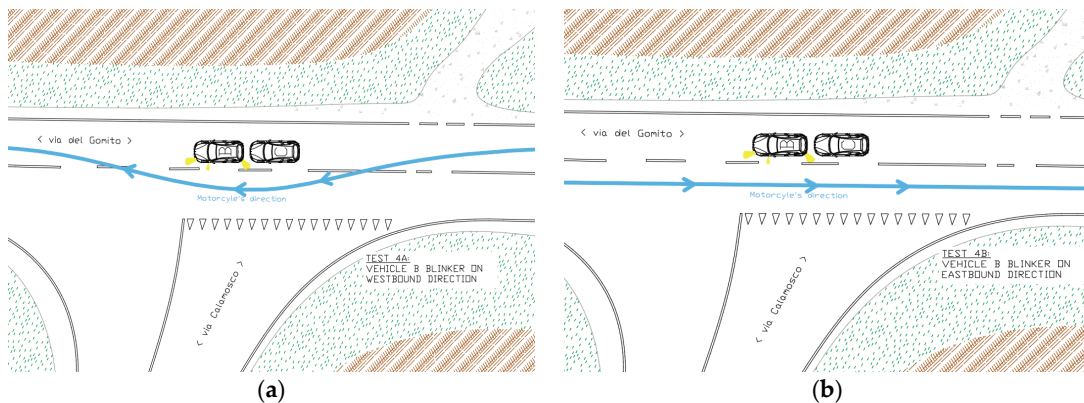 < via del Gomito >
B
C
Motorcyle's direction
TEST 4A:
VEHICLE B BLINKER ON
WESTBOUND DIRECTION
< via Calamosco >
(a)
< via del Gomito >
B
C
Motorcyle's direction
TEST 4B:
VEHICLE B BLINKER ON
EASTBOUND DIRECTION
< via Calamosco >
(b)